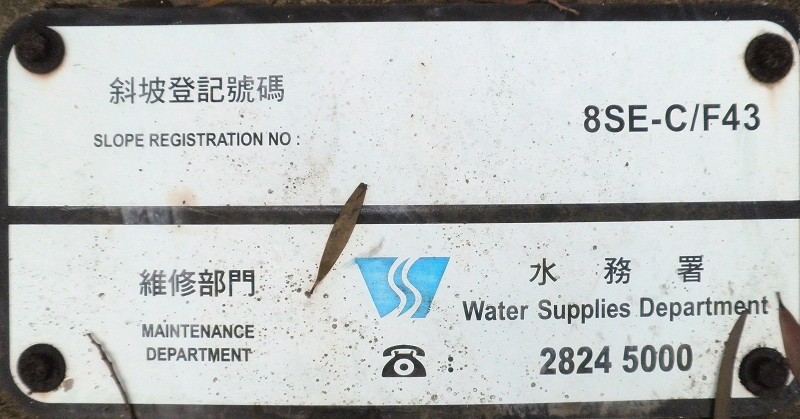 斜坡登記號碼
SLOPE REGISTRATION NO :
8SE-C/F43
維修部門
MAINTENANCE
DEPARTMENT
水務署
Water Supplies Department
☎ : 2824 5000